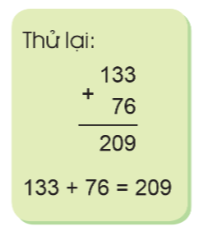 Thử lại:
133
+
76
209
133 + 76 = 209